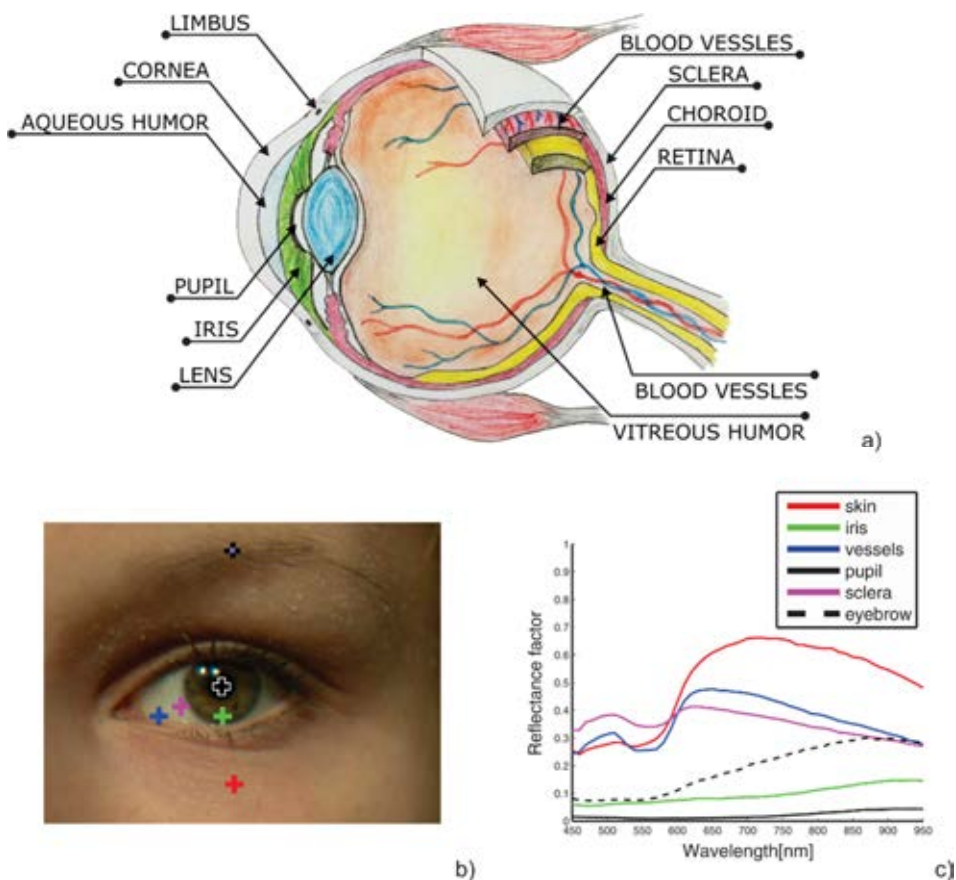 LIMBUS
CORNEA
AQUEOUS HUMOR
PUPIL
IRIS
LENS
BLOOD VESSLES
SCLERA
CHOROID
RETINA
BLOOD VESSLES
VITREOUS HUMOR
a)
b)
skin
iris
vessels
pupil
sclera
eyebrow
Reflectance factor
1
0.9
0.8
0.7
0.6
0.5
0.4
0.3
0.2
0.1
0
450 500 550 600 650 700 750 800 850 900 950
Wavelength[nm]
c)